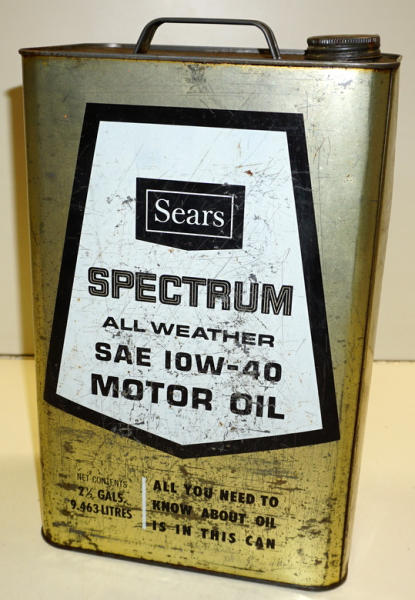 Sears
SPECTRUM
ALL WEATHER
SAE 10W-40
MOTOR OIL
NET CONTENTS
2½ GALS.
9.463 LITRES
ALL YOU NEED TO
KNOW ABOUT OIL
IS IN THIS CAN